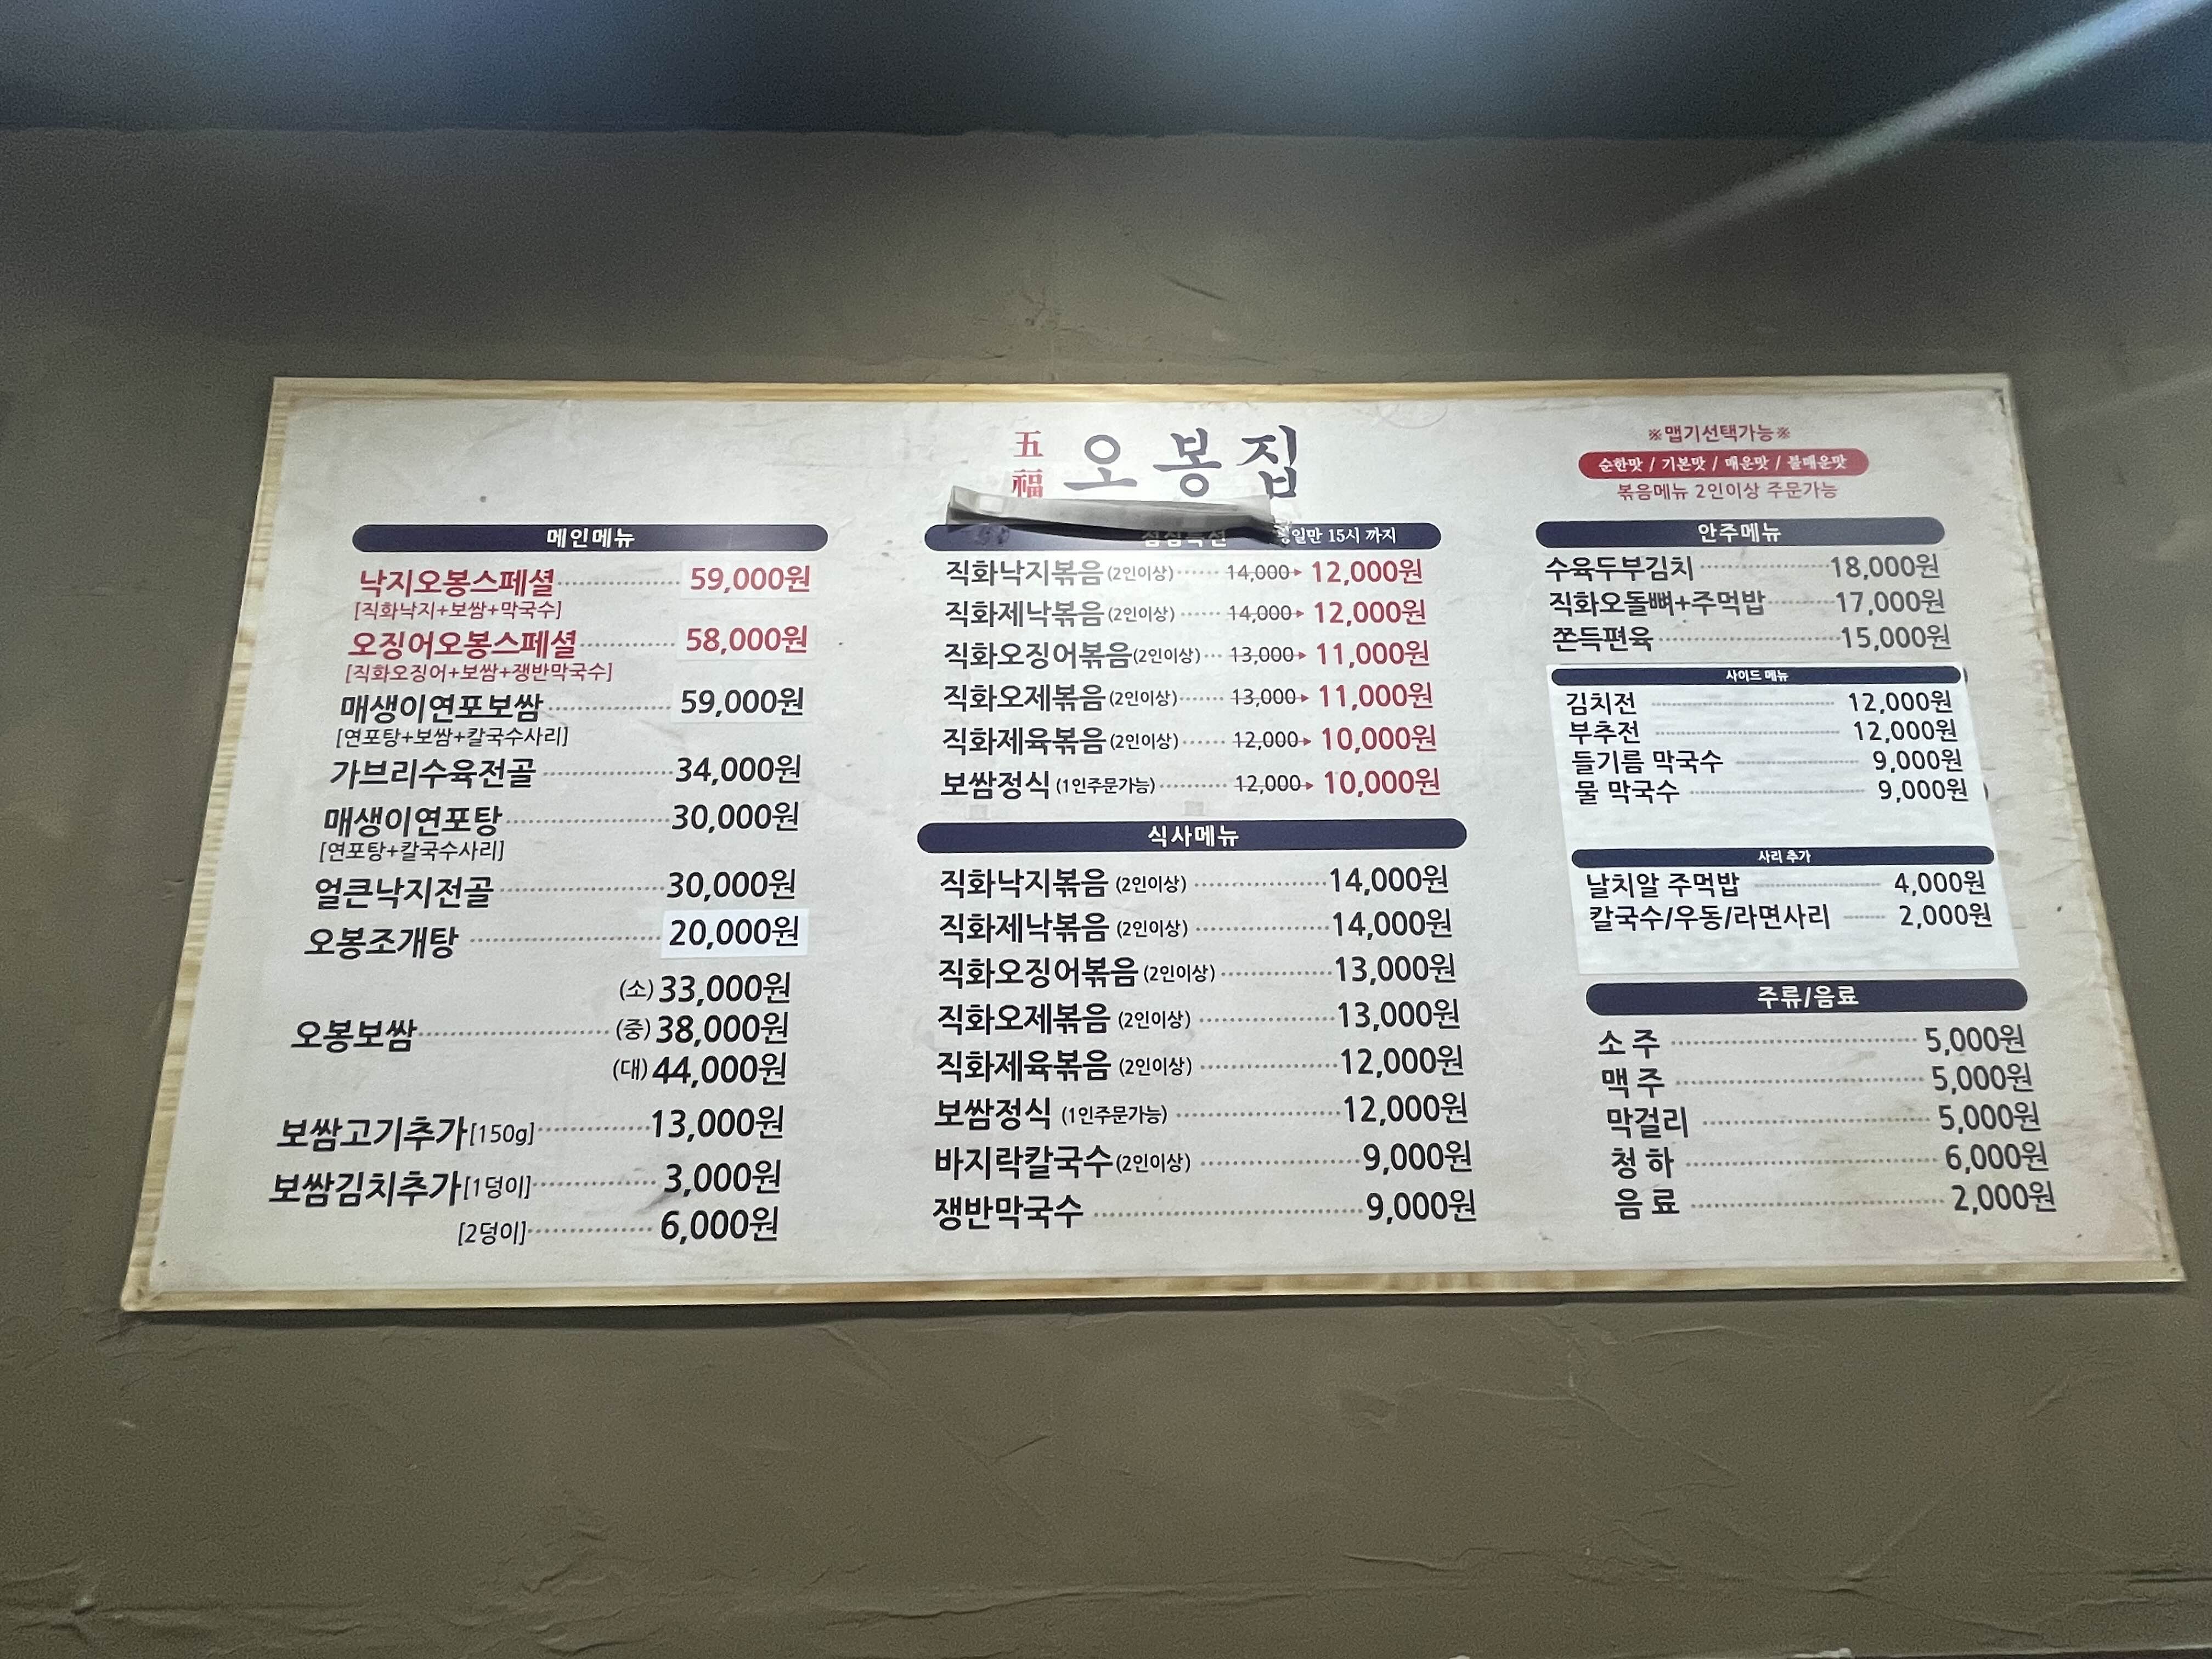 五福 오봉집
※맵기선택가능※
순한맛 / 기본맛 / 매운맛 / 불매운맛
볶음메뉴 2인이상 주문가능
메인메뉴
낙지오봉스페셜 59,000원
[직화낙지+보쌈+막국수]
오징어오봉스페셜 58,000원
[직화오징어+보쌈+쟁반막국수]
매생이연포보쌈 59,000원
[연포탕+보쌈+칼국수사리]
가브리수육전골 34,000원
매생이연포탕 30,000원
[연포탕+칼국수사리]
얼큰낙지전골 30,000원
오봉조개탕 20,000원
(소) 33,000원
오봉보쌈 (중) 38,000원
(대) 44,000원
보쌈고기추가[150g] 13,000원
보쌈김치추가[1덩이] 3,000원
[2덩이] 6,000원
15시 까지
직화낙지볶음(2인이상) 14,000▸ 12,000원
직화제낙볶음(2인이상) 14,000▸ 12,000원
직화오징어볶음(2인이상) 13,000▸ 11,000원
직화오제볶음(2인이상) 13,000▸ 11,000원
직화제육볶음(2인이상) 12,000▸ 10,000원
보쌈정식(1인주문가능) 12,000▸ 10,000원
식사메뉴
직화낙지볶음 (2인이상) 14,000원
직화제낙볶음 (2인이상) 14,000원
직화오징어볶음 (2인이상) 13,000원
직화오제볶음 (2인이상) 13,000원
직화제육볶음 (2인이상) 12,000원
보쌈정식 (1인주문가능) 12,000원
바지락칼국수(2인이상) 9,000원
쟁반막국수 9,000원
안주메뉴
수육두부김치 18,000원
직화오돌뼈+주먹밥 17,000원
쫀득편육 15,000원
사이드 메뉴
김치전 12,000원
부추전 12,000원
들기름 막국수 9,000원
물 막국수 9,000원
사리 추가
날치알 주먹밥 4,000원
칼국수/우동/라면사리 2,000원
주류/음료
소 주 5,000원
맥 주 5,000원
막걸리 5,000원
청 하 6,000원
음 료 2,000원